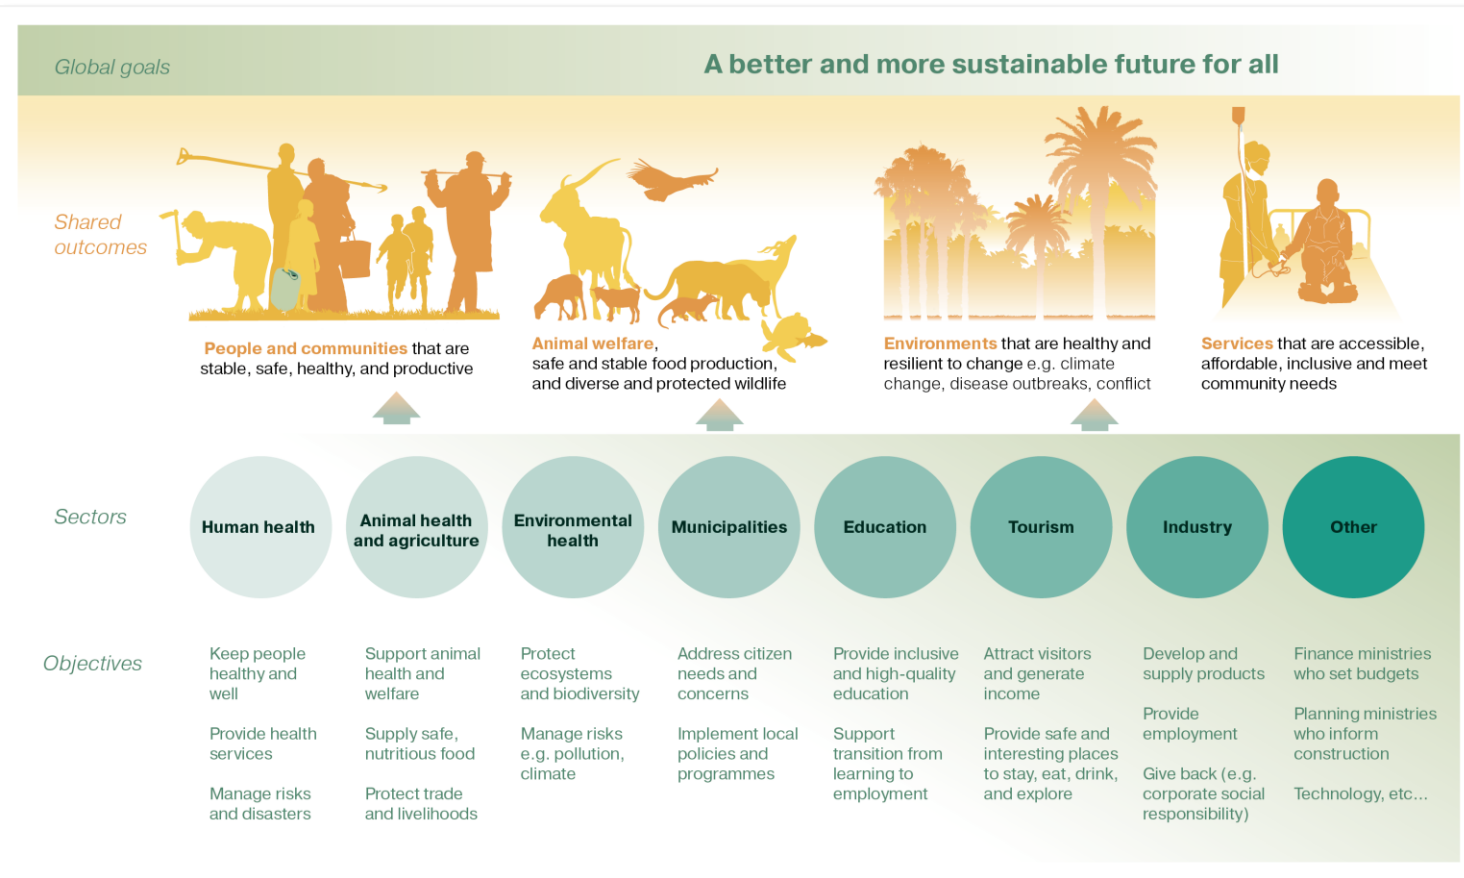 Global goals
A better and more sustainable future for all
Shared
outcomes
People and communities that are
stable, safe, healthy, and productive
Animal welfare,
safe and stable food production,
and diverse and protected wildlife
Environments that are healthy and
resilient to change e.g. climate
change, disease outbreaks, conflict
Services that are accessible,
affordable, inclusive and meet
community needs
Sectors
Human health
Animal health
and agriculture
Environmental
health
Municipalities
Education
Tourism
Industry
Other
Objectives
Keep people
healthy and
well
Provide health
services
Manage risks
and disasters
Support animal
health and
welfare
Supply safe,
nutritious food
Protect trade
and livelihoods
Protect
ecosystems
and biodiversity
Manage risks
e.g. pollution,
climate
Address citizen
needs and
concerns
Implement local
policies and
programmes
Provide inclusive
and high-quality
education
Support
transition from
learning to
employment
Attract visitors
and generate
income
Provide safe and
interesting places
to stay, eat, drink,
and explore
Develop and
supply products
Provide
employment
Give back (e.g.
corporate social
responsibility)
Finance ministries
who set budgets
Planning ministries
who inform
construction
Technology, etc...